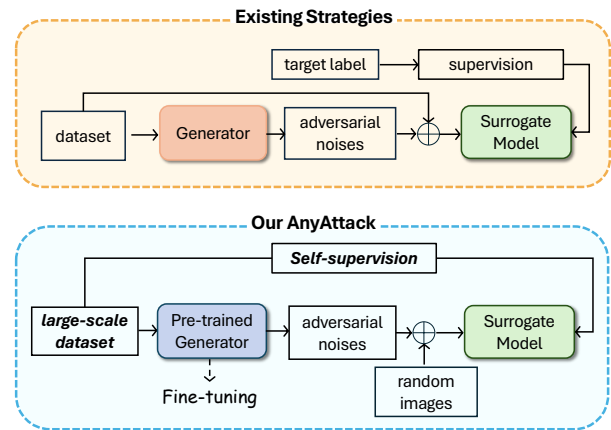 Existing Strategies
target label
supervision
dataset
Generator
adversarial
noises
Surrogate
Model
Our AnyAttack
Self-supervision
large-scale
dataset
Pre-trained
Generator
adversarial
noises
Surrogate
Model
Fine-tuning
random
images